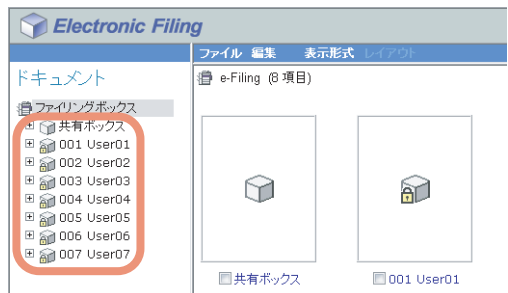 Electronic Filing
ファイル 編集 表示形式 レイアウト
ドキュメント
e-Filing (8 項目)
ファイリングボックス
共有ボックス
001 User01
002 User02
003 User03
004 User04
005 User05
006 User06
007 User07
共有ボックス
001 User01